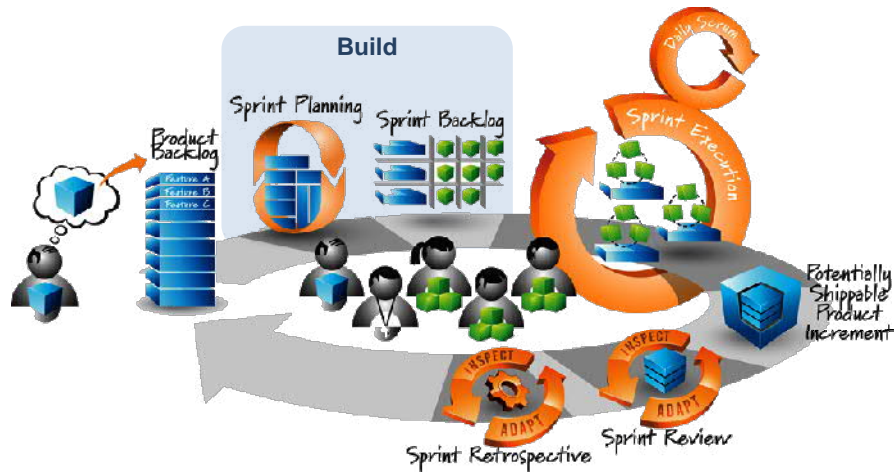 Build
Sprint Planning
Sprint Backlog
Daily Scrum
Sprint Execution
Product
Backlog
Feature A
Feature B
Feature C
Potentially
Shippable
Product
Increment
INSPECT
ADAPT
Sprint Review
INSPECT
ADAPT
Sprint Retrospective